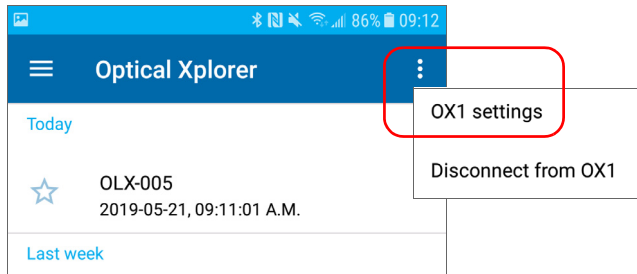 86% 09:12
Optical Xplorer
OX1 settings
Today
Disconnect from OX1
OLX-005
2019-05-21, 09:11:01 A.M.
Last week